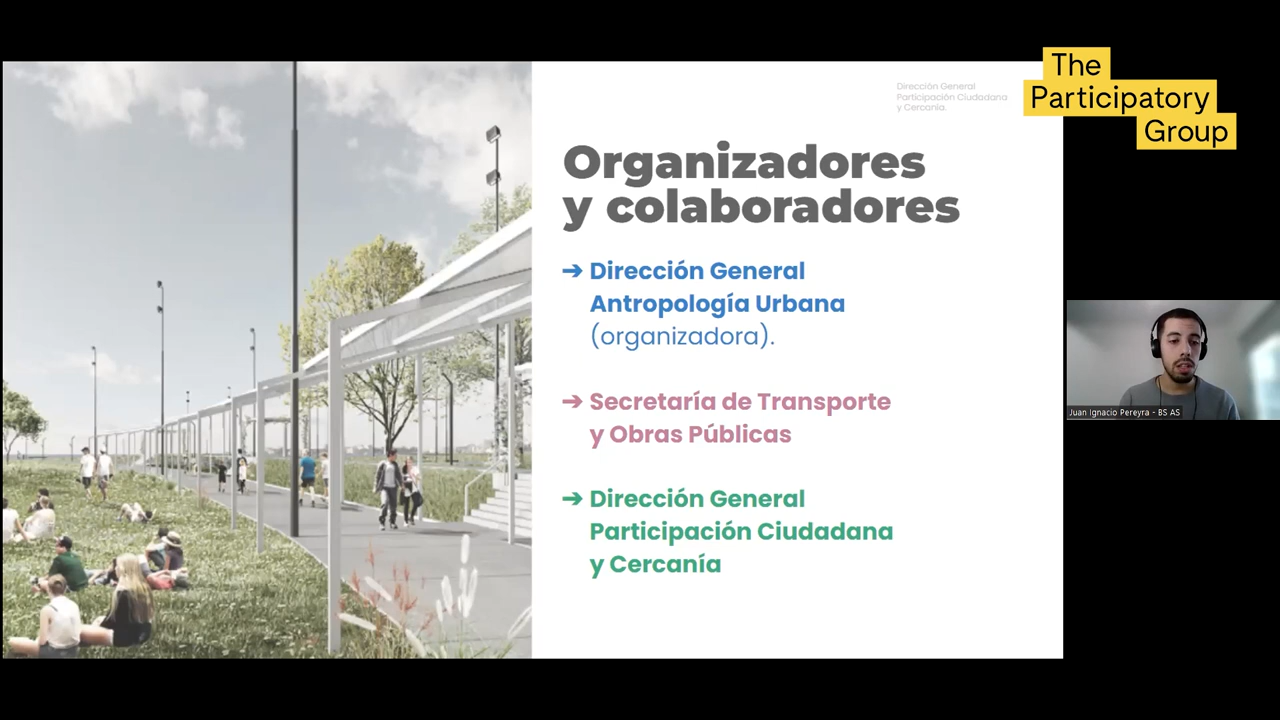 Dirección General
Participación Ciudadana
y Cercanía.
The
Participatory
Group
Organizadores
y colaboradores
➔ Dirección General
Antropología Urbana
(organizadora).
➔ Secretaría de Transporte
y Obras Públicas
➔ Dirección General
Participación Ciudadana
y Cercanía
Juan Ignacio Pereyra - BS AS